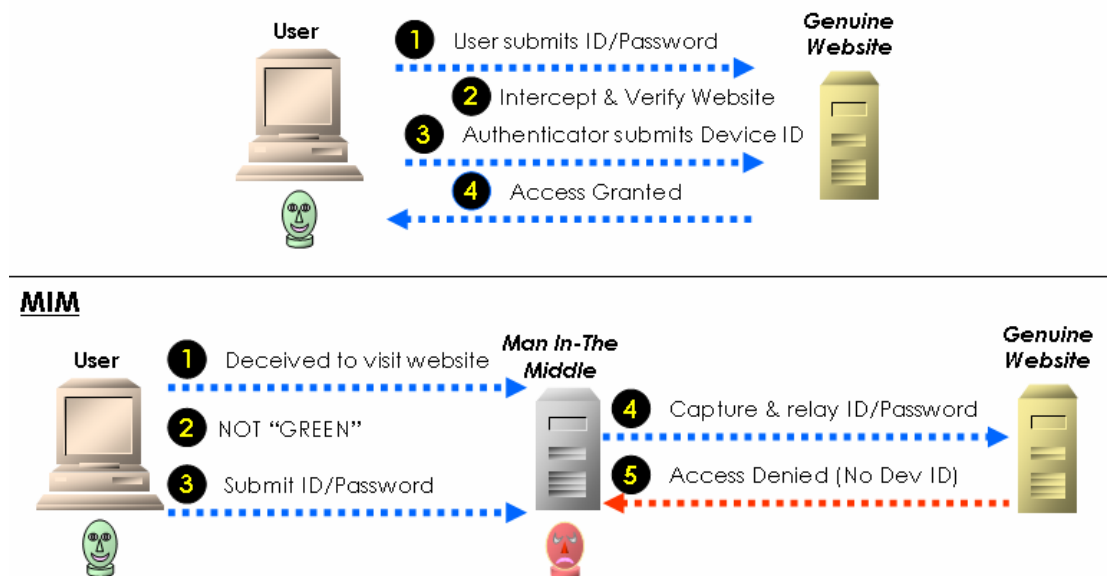 User
Genuine
Website
1 User submits ID/Password
2 Intercept & Verify Website
3 Authenticator submits Device ID
4 Access Granted
MIM
User
Man In-The
Middle
Genuine
Website
1 Deceived to visit website
2 NOT “GREEN”
3 Submit ID/Password
4 Capture & relay ID/Password
5 Access Denied (No Dev ID)